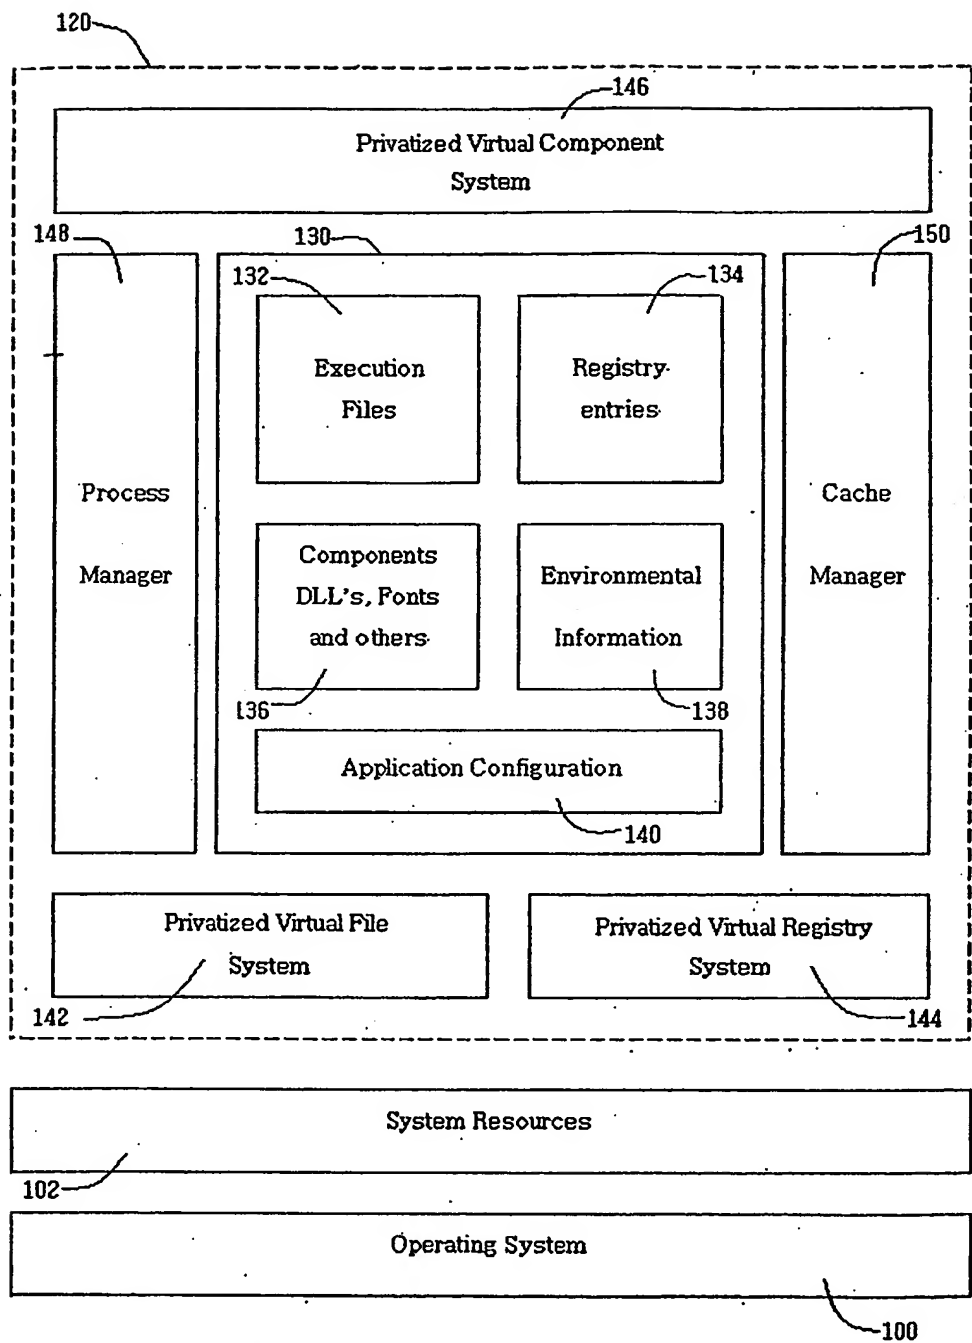 120
146
Privatized Virtual Component
System
148
130
150
132
134
Execution
Files
Registry
entries
Process
Manager
Cache
Manager
Components
DLL's, Fonts
and others
Environmental
Information
136
138
Application Configuration
140
Privatized Virtual File
System
Privatized Virtual Registry
System
142
144
System Resources
102
Operating System
100